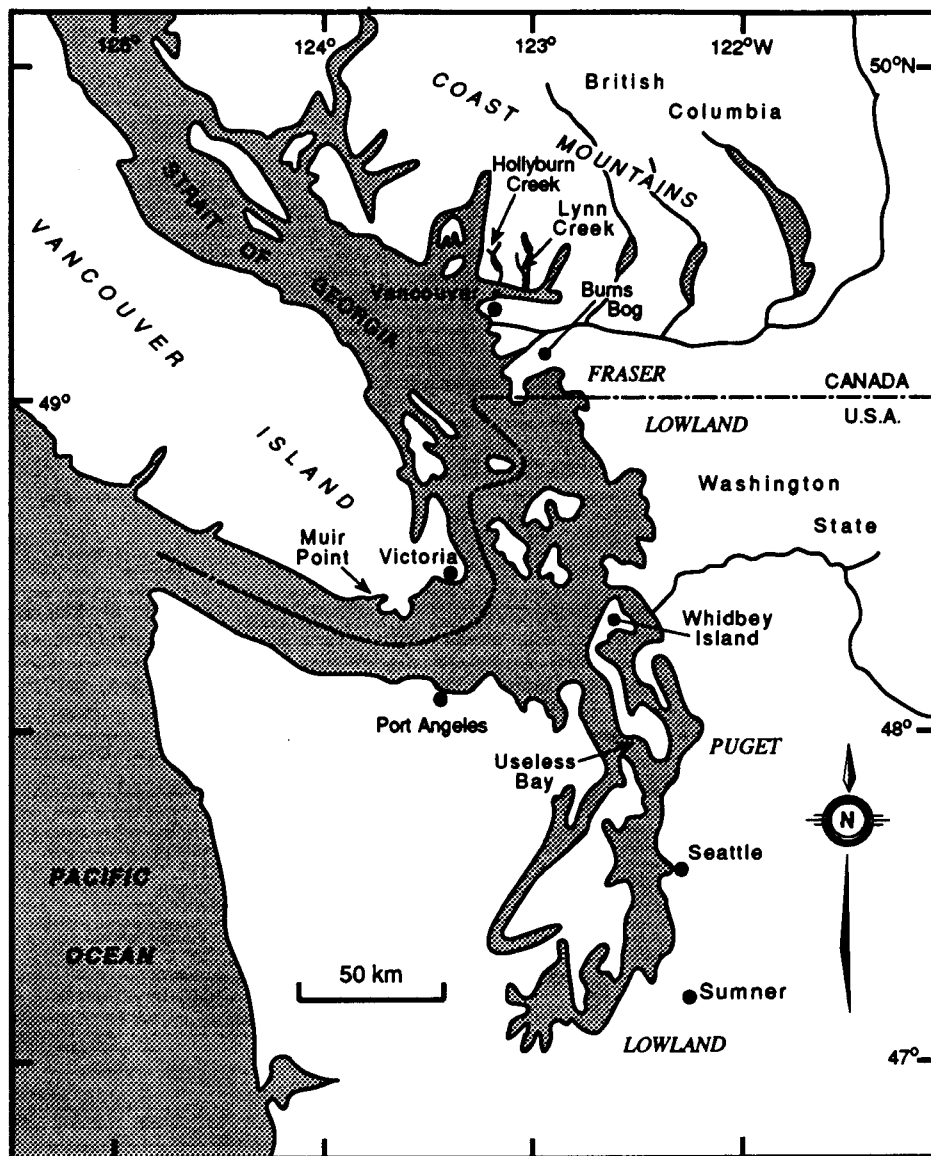 125° 124° 123° 122°W
50°N
British
Columbia
COAST
MOUNTAINS
Hollyburn
Creek
Lynn
Creek
STRAIT
OF
GEORGIA
VANCOUVER
ISLAND
Vancouver
Burns
Bog
FRASER
LOWLAND
CANADA
U.S.A.
49°
Washington
State
Muir
Point
Victoria
Whidbey
Island
Port Angeles
48°
Useless
Bay
PUGET
N
Seattle
PACIFIC
OCEAN
50 km
Sumner
LOWLAND
47°